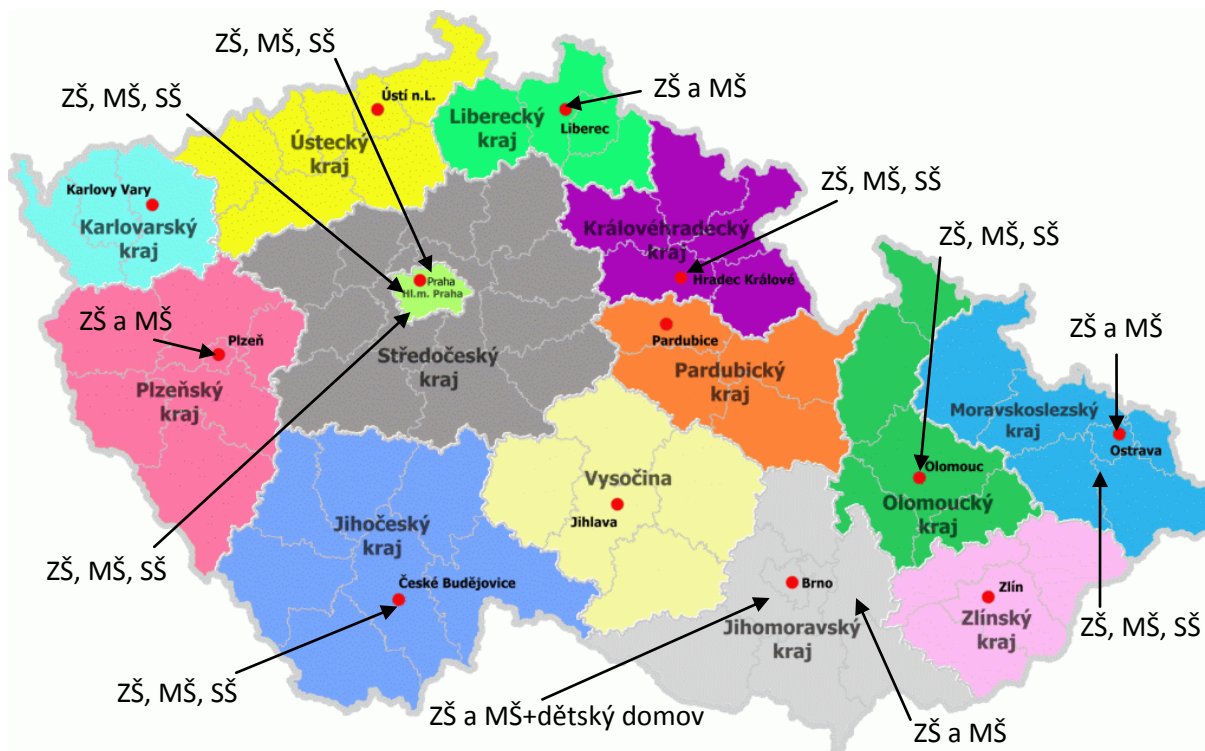 ZŠ, MŠ, SŠ
ZŠ, MŠ, SŠ
ZŠ a MŠ
Ústí n.L.
Ústecký
kraj
Liberecký
kraj
Liberec
Karlovy Vary
Karlovarský
kraj
ZŠ, MŠ, SŠ
Královéhradecký
kraj
Hradec Králové
ZŠ, MŠ, SŠ
Praha
Hl.m. Praha
ZŠ a MŠ
Plzeň
Plzeňský
kraj
Středočeský
kraj
Pardubice
Pardubický
kraj
ZŠ a MŠ
Moravskoslezský
kraj
Ostrava
Olomouc
Olomoucký
kraj
Vysočina
Jihlava
Jihočeský
kraj
České Budějovice
ZŠ, MŠ, SŠ
Brno
Jihomoravský
kraj
Zlín
Zlínský
kraj
ZŠ, MŠ, SŠ
ZŠ, MŠ, SŠ
ZŠ a MŠ+dětský domov
ZŠ a MŠ